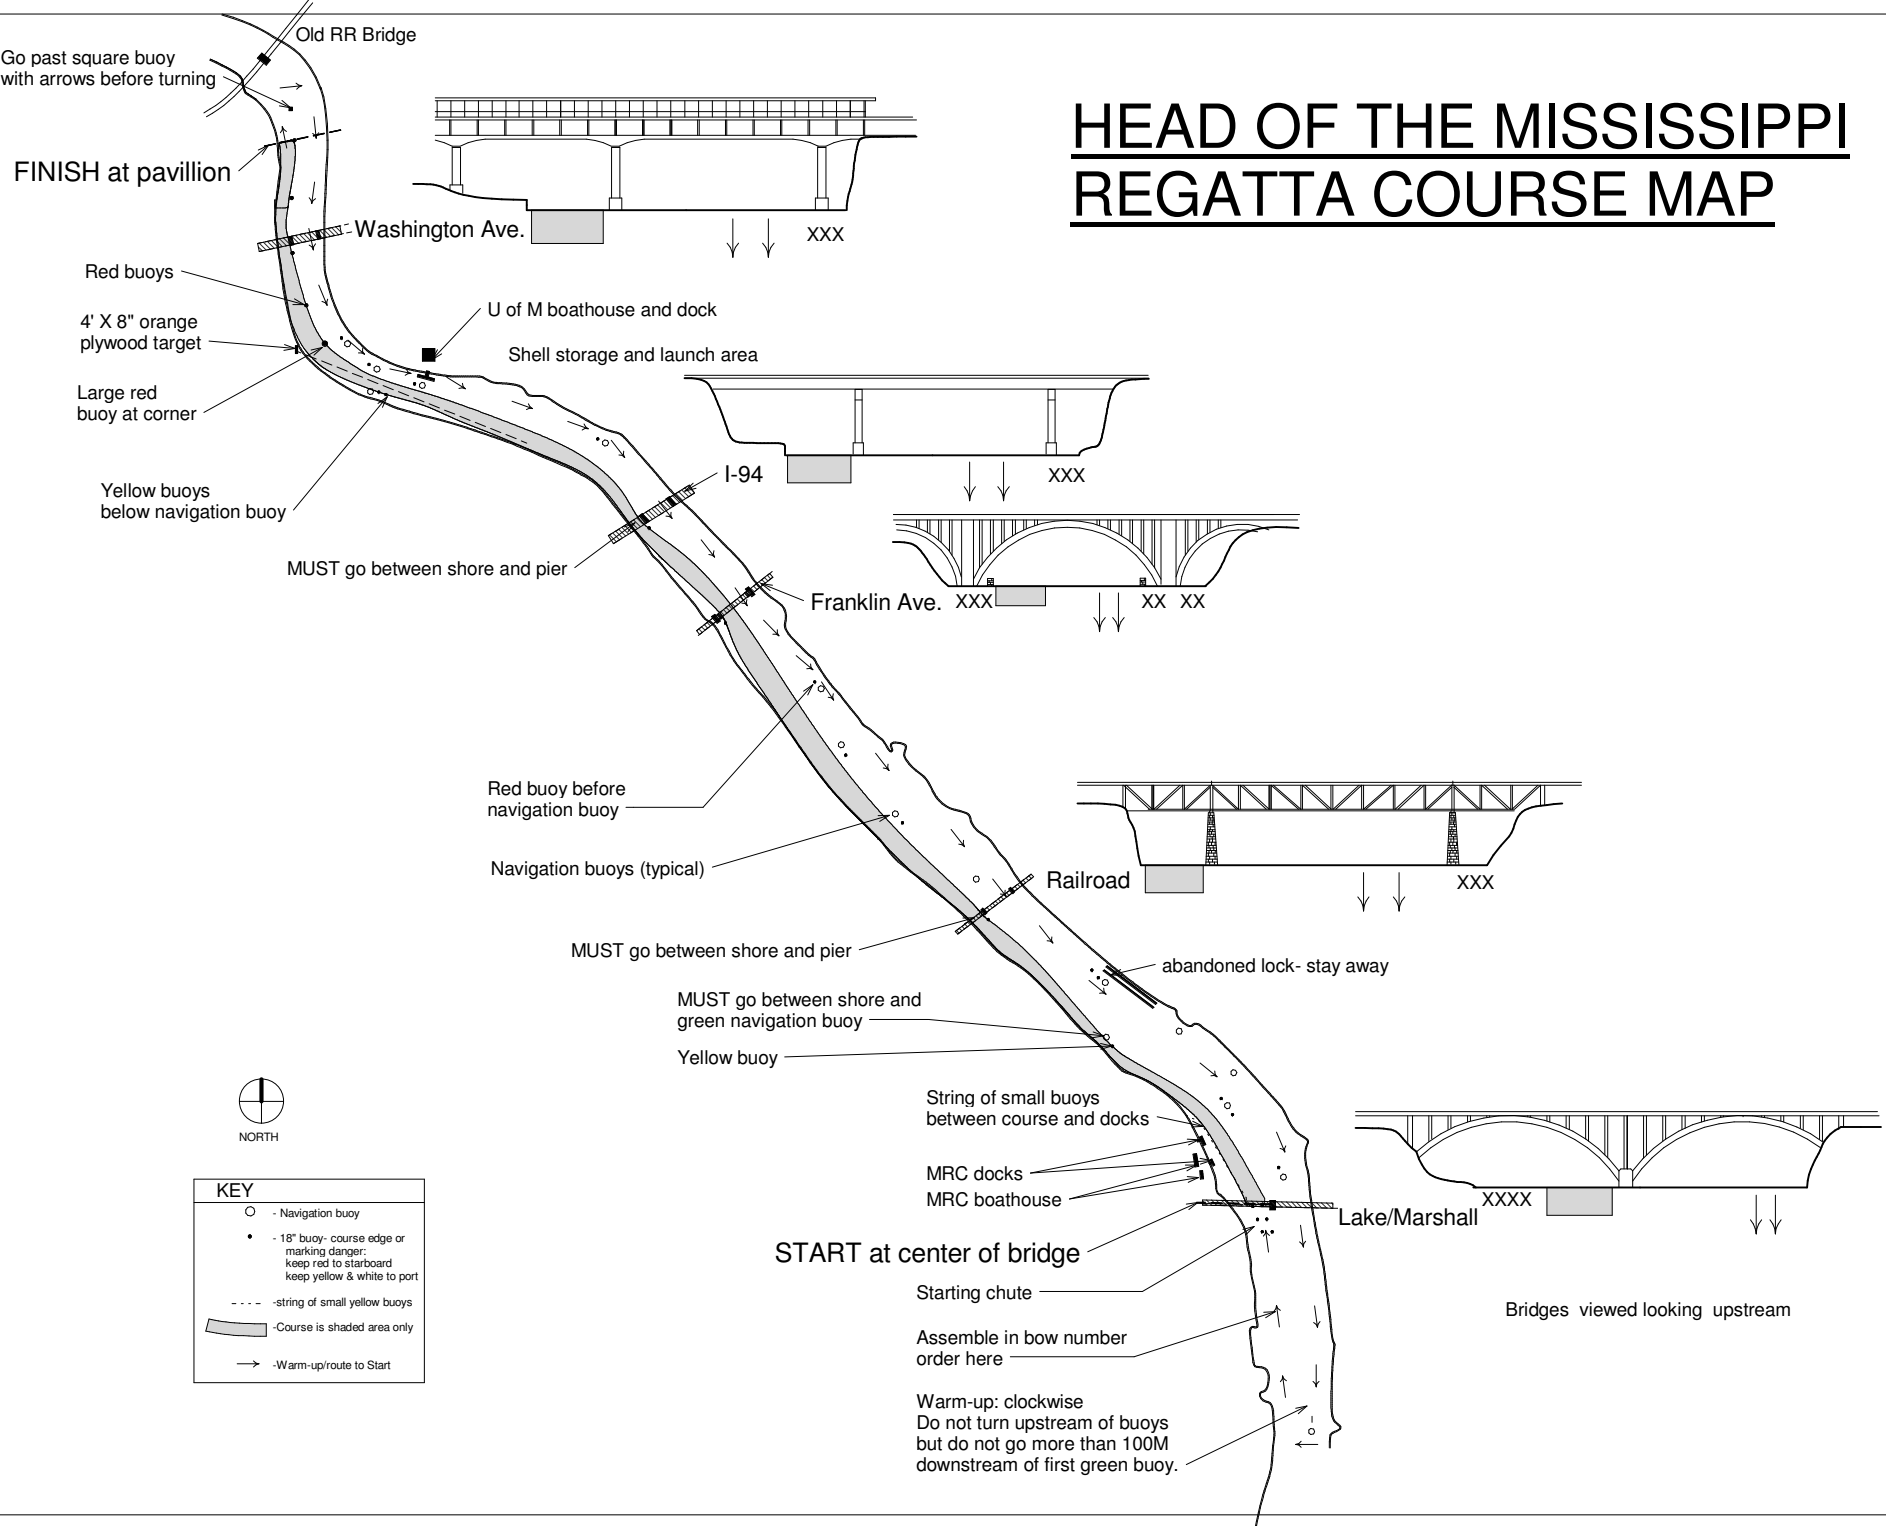 HEAD OF THE MISSISSIPPI
REGATTA COURSE MAP
Old RR Bridge
Go past square buoy
with arrows before turning
FINISH at pavillion
Washington Ave.
XXX
Red buoys
4' X 8" orange
plywood target
Large red
buoy at corner
U of M boathouse and dock
Shell storage and launch area
Yellow buoys
below navigation buoy
I-94
XXX
MUST go between shore and pier
Franklin Ave.
XXX
XX
XX
Red buoy before
navigation buoy
Navigation buoys (typical)
Railroad
XXX
MUST go between shore and pier
abandoned lock- stay away
MUST go between shore and
green navigation buoy
Yellow buoy
String of small buoys
between course and docks
MRC docks
MRC boathouse
Lake/Marshall
XXXX
START at center of bridge
Starting chute
Assemble in bow number
order here
Warm-up: clockwise
Do not turn upstream of buoys
but do not go more than 100M
downstream of first green buoy.
Bridges viewed looking upstream
NORTH
KEY
- Navigation buoy
- 18" buoy- course edge or
marking danger:
keep red to starboard
keep yellow & white to port
-string of small yellow buoys
-Course is shaded area only
-Warm-up/route to Start